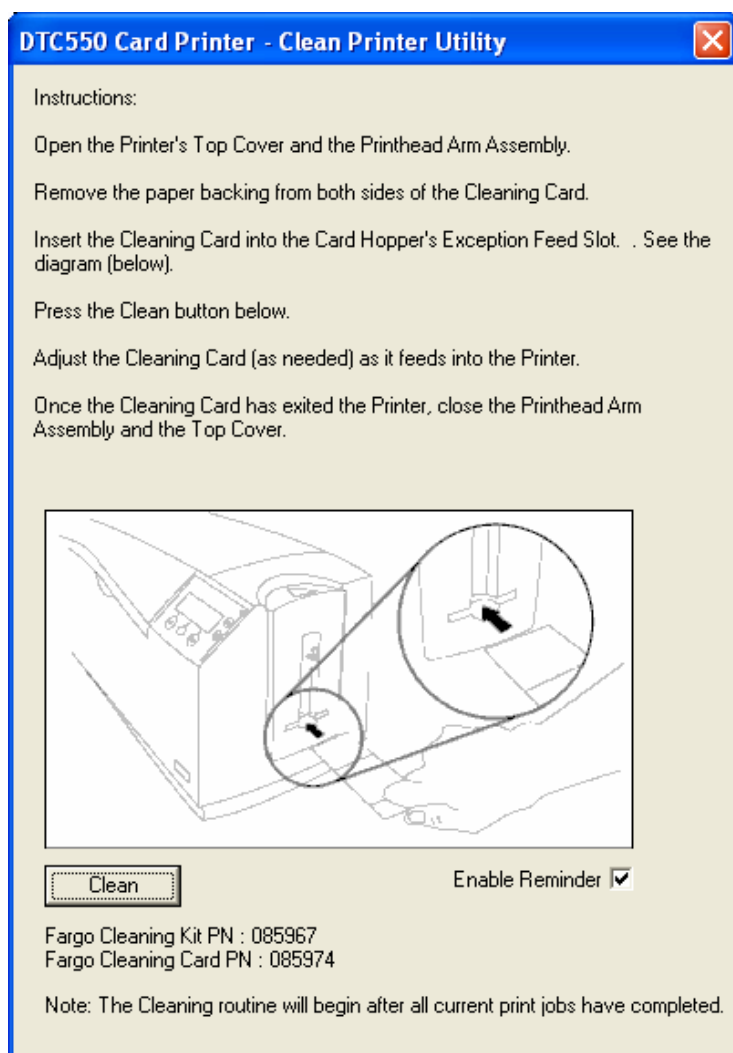 DTC550 Card Printer - Clean Printer Utility
Instructions:
Open the Printer's Top Cover and the Printhead Arm Assembly.
Remove the paper backing from both sides of the Cleaning Card.
Insert the Cleaning Card into the Card Hopper's Exception Feed Slot. . See the
diagram (below).
Press the Clean button below.
Adjust the Cleaning Card (as needed) as it feeds into the Printer.
Once the Cleaning Card has exited the Printer, close the Printhead Arm
Assembly and the Top Cover.
Clean
Enable Reminder
Fargo Cleaning Kit PN : 085967
Fargo Cleaning Card PN : 085974
Note: The Cleaning routine will begin after all current print jobs have completed.